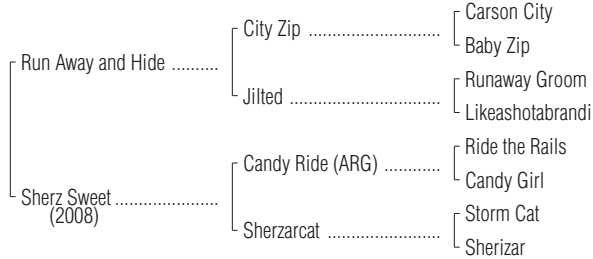 Carson City
City Zip ............................
Baby Zip
Run Away and Hide ..........
Runaway Groom
Jilted ................................
Likeashotabrandi
Ride the Rails
Candy Ride (ARG) ............
Candy Girl
Sherz Sweet ......................
(2008)
Storm Cat
Sherzarcat ........................
Sherizar